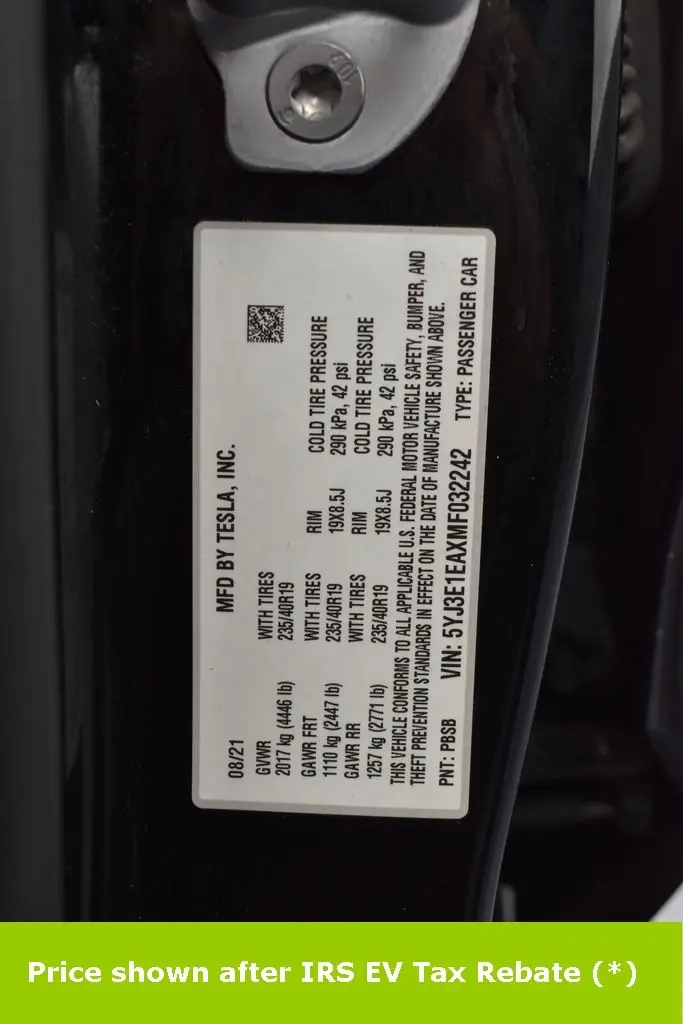 MFD BY TESLA, INC.
08/21
GVWR
2017 kg (4446 lb)
WITH TIRES
235/40R19
GAWR FRT
1110 kg (2447 lb)
WITH TIRES
235/40R19
RIM
19X8.5J
COLD TIRE PRESSURE
290 kPa, 42 psi
GAWR RR
1257 kg (2771 lb)
WITH TIRES
235/40R19
RIM
19X8.5J
COLD TIRE PRESSURE
290 kPa, 42 psi
THIS VEHICLE CONFORMS TO ALL APPLICABLE U.S. FEDERAL MOTOR VEHICLE SAFETY, BUMPER, AND
THEFT PREVENTION STANDARDS IN EFFECT ON THE DATE OF MANUFACTURE SHOWN ABOVE.
PNT: PBSB VIN: 5YJ3E1EAXMF032242 TYPE: PASSENGER CAR
Price shown after IRS EV Tax Rebate (*)